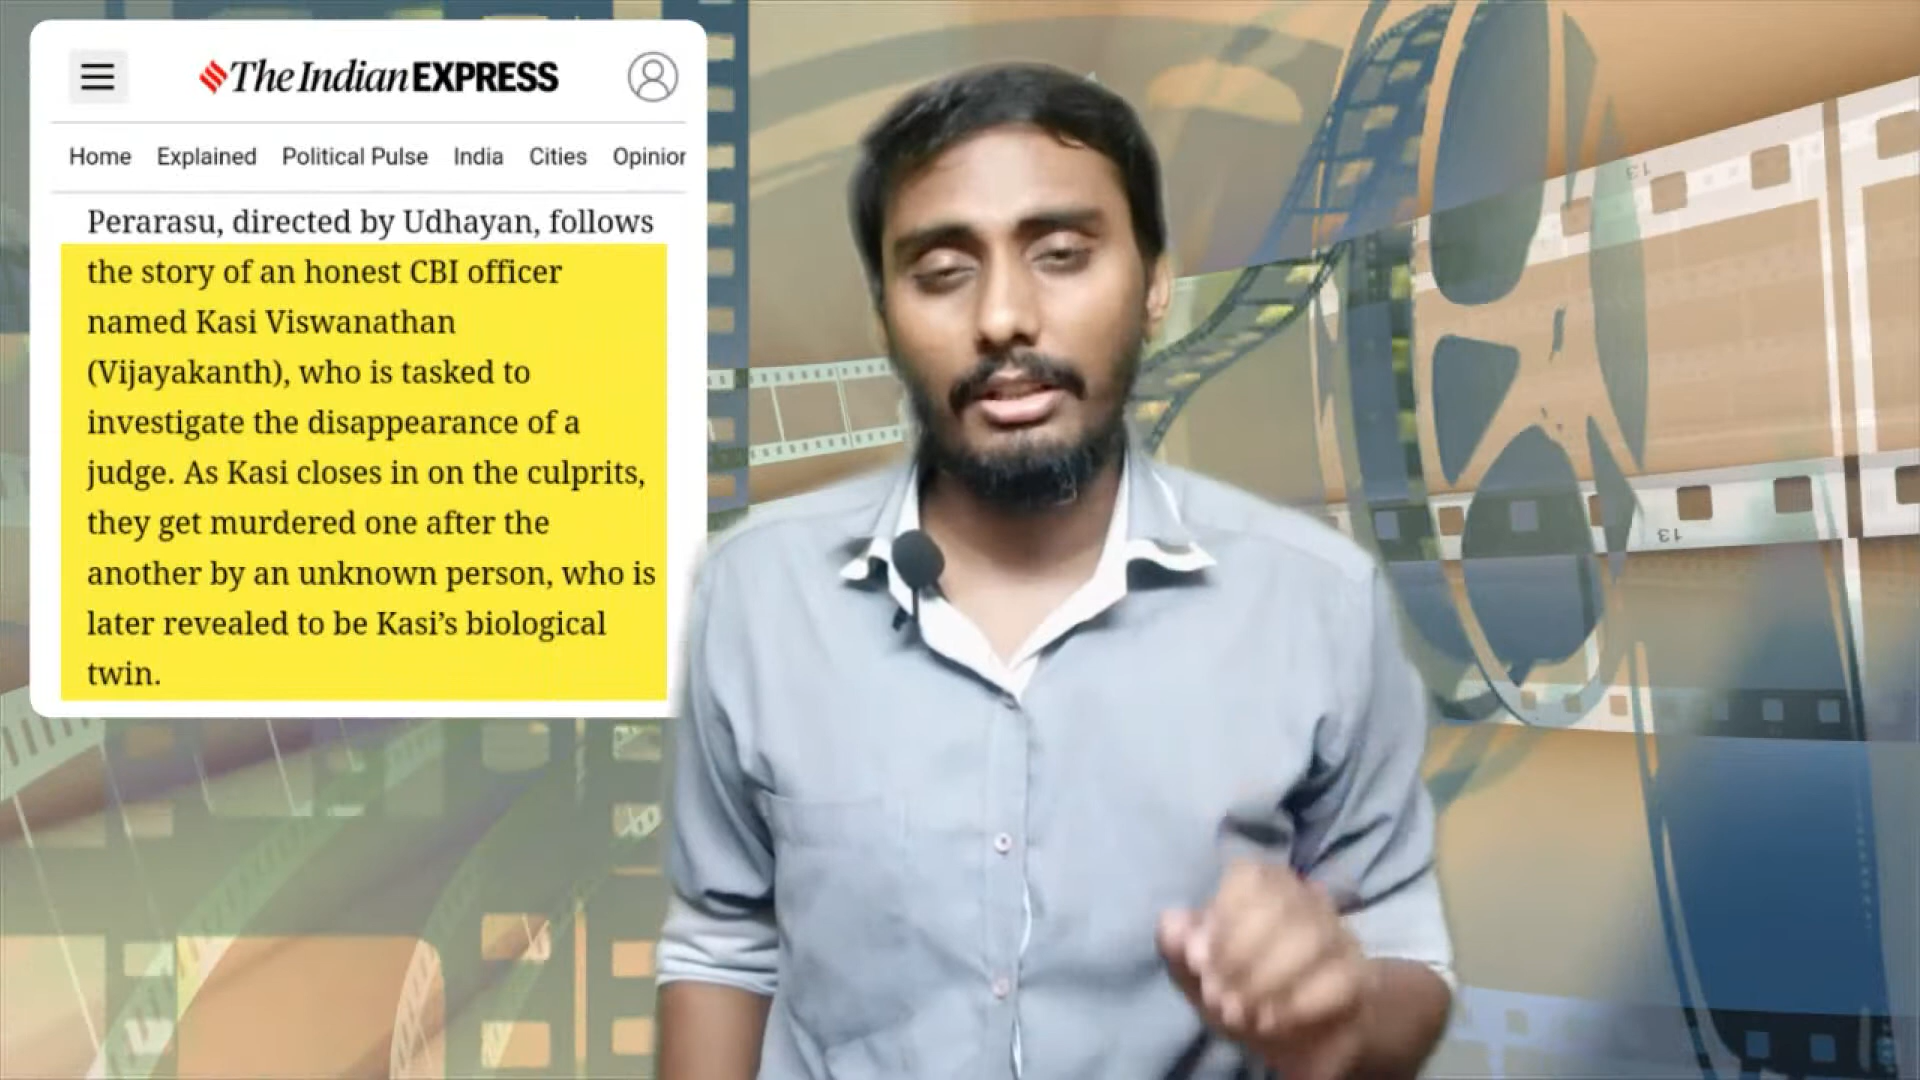 The Indian EXPRESS
Home Explained Political Pulse India Cities Opinior
Perarasu, directed by Udhayan, follows
the story of an honest CBI officer
named Kasi Viswanathan
(Vijayakanth), who is tasked to
investigate the disappearance of a
judge. As Kasi closes in on the culprits,
they get murdered one after the
another by an unknown person, who is
later revealed to be Kasi’s biological
twin.
13
13